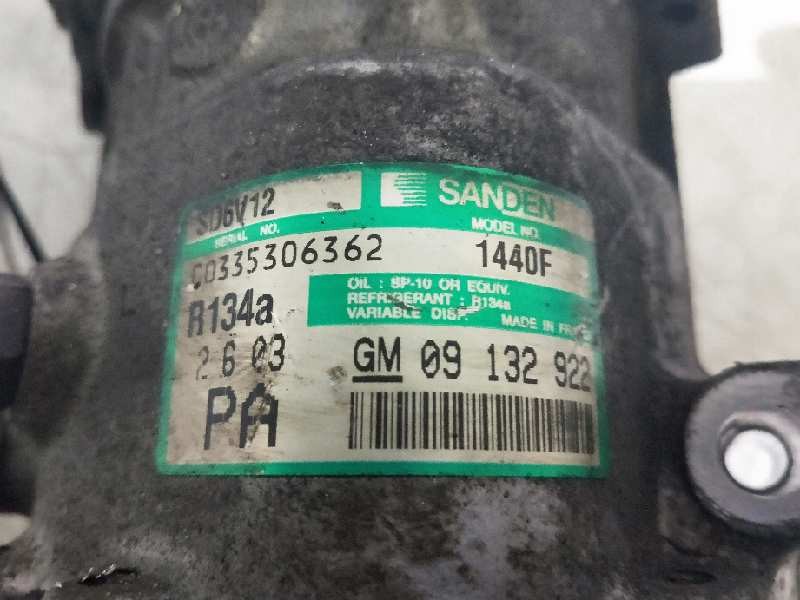 SD6V12
SANDEN
SERIAL NO.
MODEL NO.
C0335306362
1440F
OIL : SP-10 OR EQUIV.
REFRIGERANT : R134a
VARIABLE DISP.
MADE IN
R134a
2 6 03
GM 09 132 922
PA